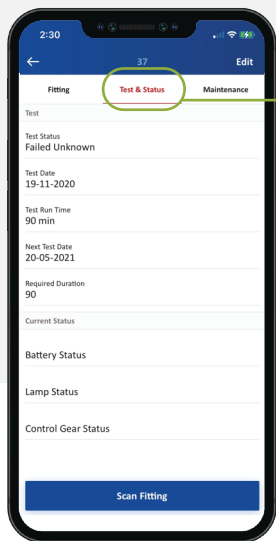 2:30
37 Edit
Fitting Test & Status Maintenance
Test
Test Status
Failed Unknown
Test Date
19-11-2020
Test Run Time
90 min
Next Test Date
20-05-2021
Required Duration
90
Current Status
Battery Status
Lamp Status
Control Gear Status
Scan Fitting